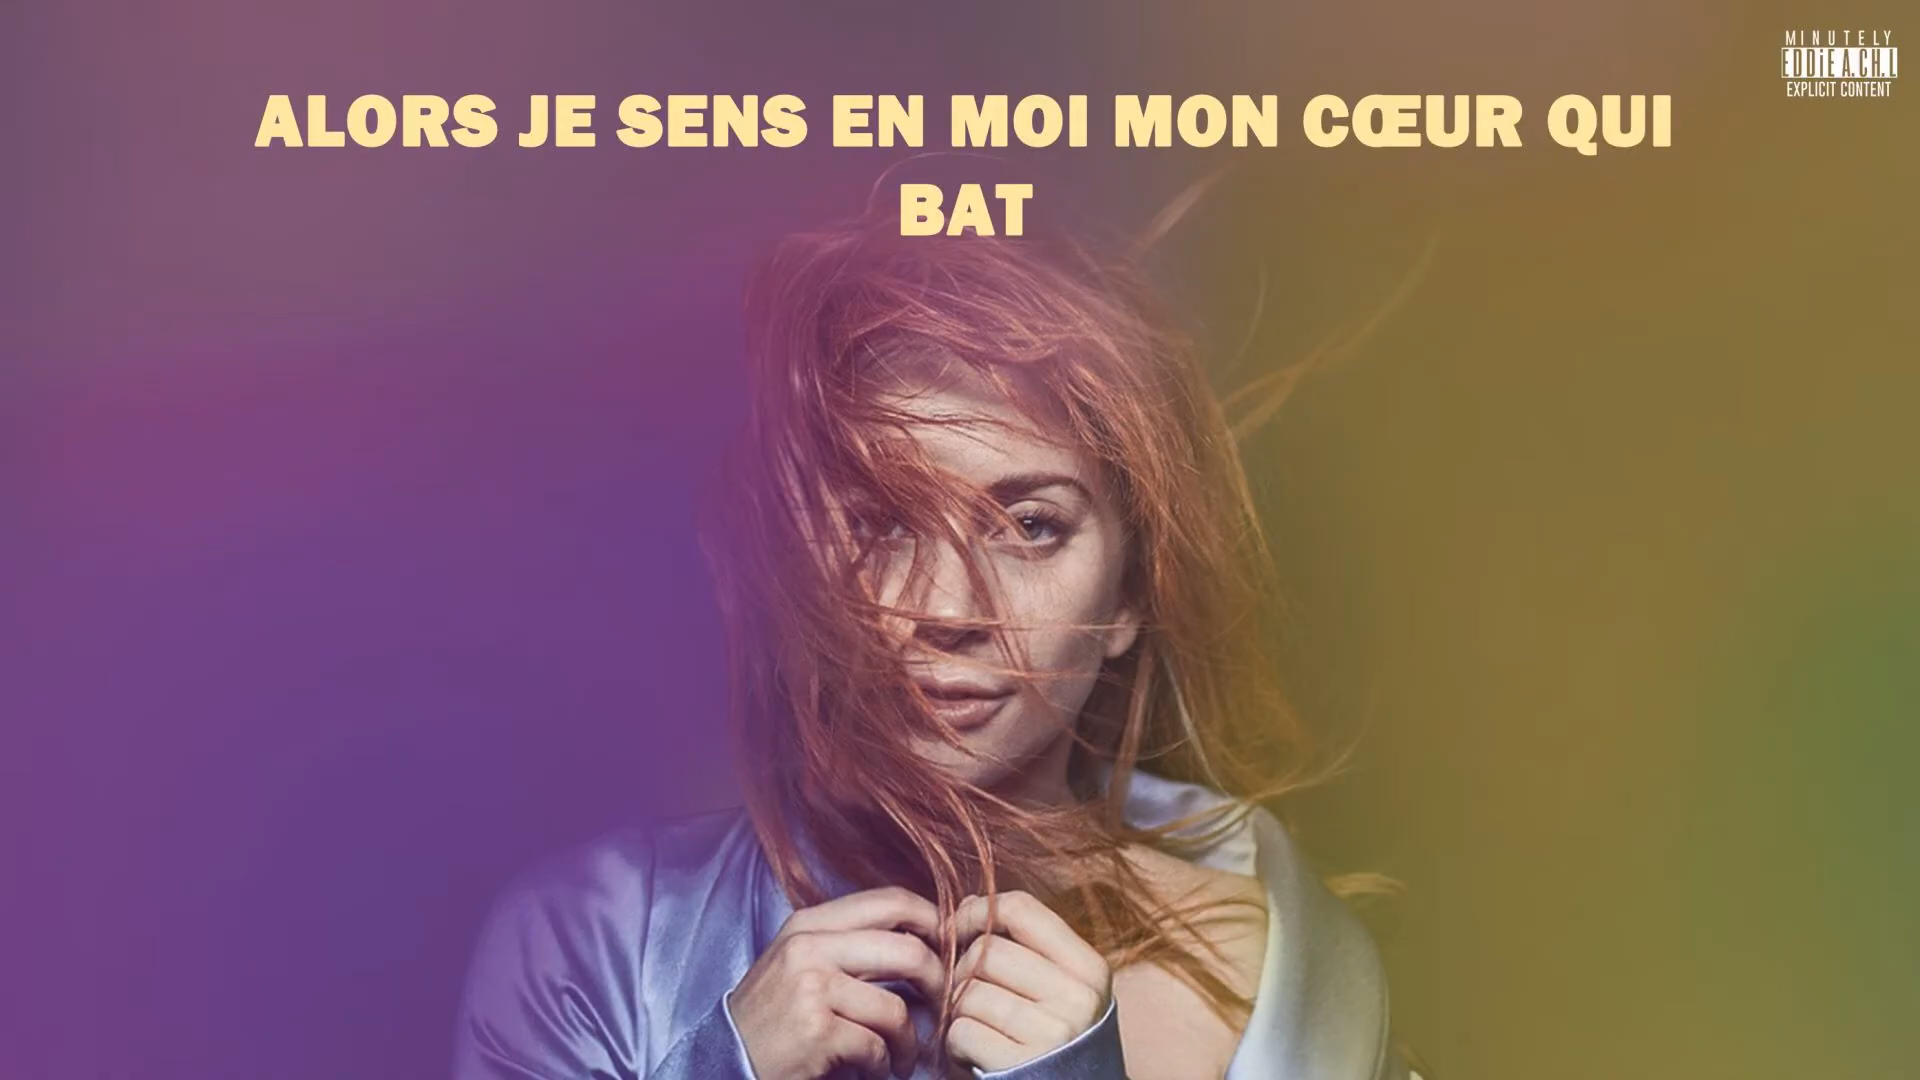 MINUTELY
EDDIE A.CH.L
EXPLICIT CONTENT
ALORS JE SENS EN MOI MON CŒUR QUI
BAT